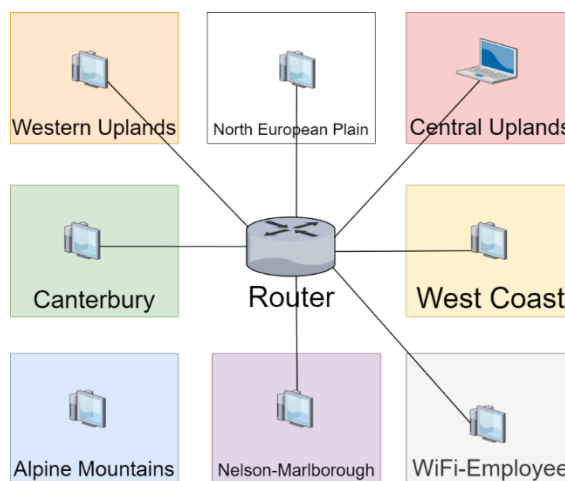 Western Uplands
North European Plain
Central Uplands
Canterbury
Router
West Coast
Alpine Mountains
Nelson-Marlborough
WiFi-Employee